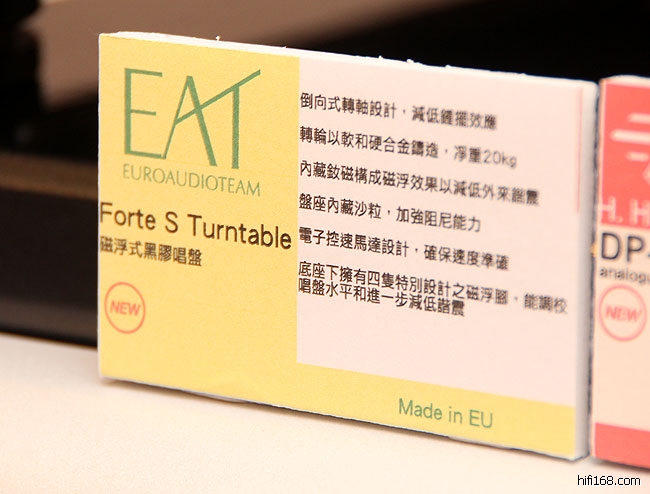 EAT
EUROAUDIOTEAM
Forte S Turntable
磁浮式黑膠唱盤
NEW
倒向式轉軸設計，減低鍾擺效應
轉輪以軟和硬合金鑄造，凈重20kg
內藏釹磁構成磁浮效果以減低外來諧震
盤座內藏沙粒，加強阻尼能力
電子控速馬達設計，確保速度準確
底座下擁有四隻特別設計之磁浮腳，能調校
唱盤水平和進一步減低諧震
Made in EU
H. H
DP-
analogu
NEW
hifi168.com